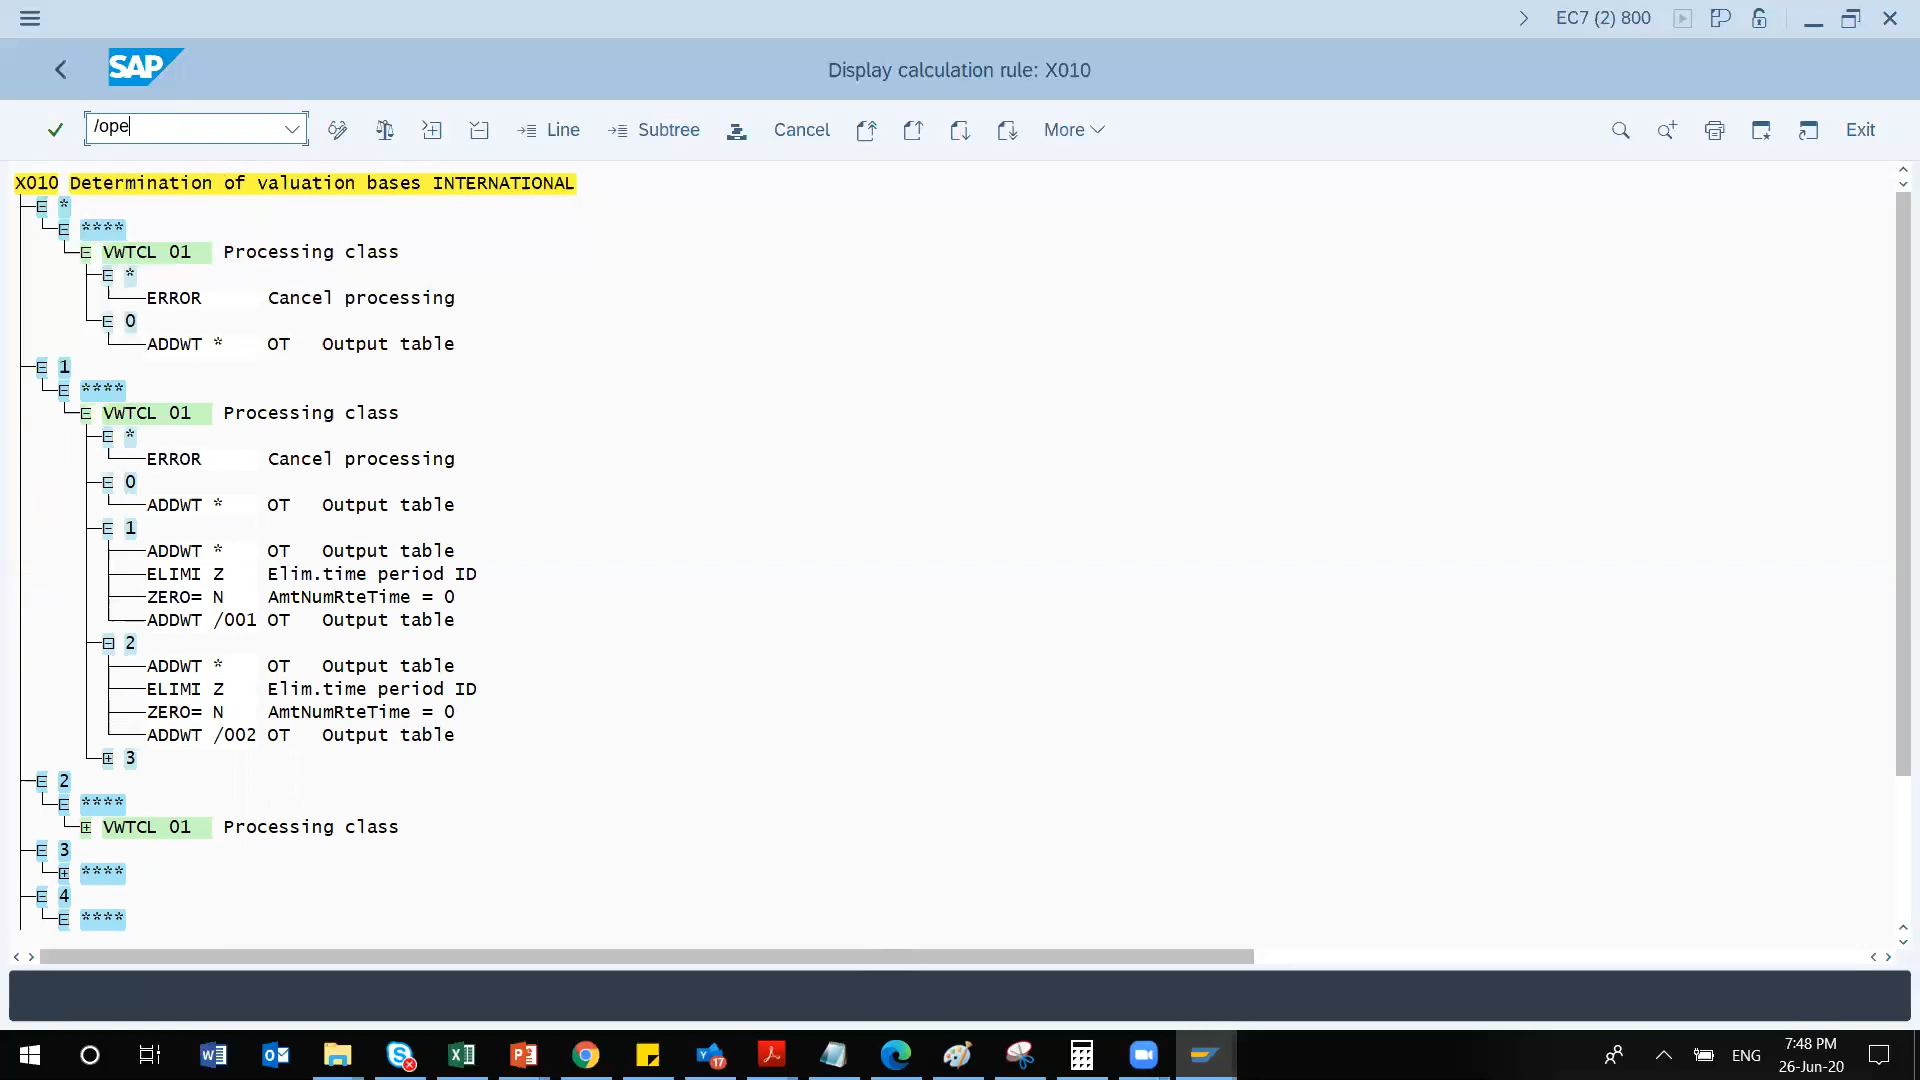 EC7 (2) 800
SAP
Display calculation rule: X010
/ope
Line
Subtree
Cancel
More
Exit
X010 Determination of valuation bases INTERNATIONAL
*
****
VWTCL 01 Processing class
*
ERROR Cancel processing
0
ADDWT * OT Output table
1
****
VWTCL 01 Processing class
*
ERROR Cancel processing
0
ADDWT * OT Output table
1
ADDWT * OT Output table
ELIMI Z Elim.time period ID
ZERO= N AmtNumRteTime = 0
ADDWT /001 OT Output table
2
ADDWT * OT Output table
ELIMI Z Elim.time period ID
ZERO= N AmtNumRteTime = 0
ADDWT /002 OT Output table
3
2
****
VWTCL 01 Processing class
3
****
4
****
17
ENG
7:48 PM
26-Jun-20